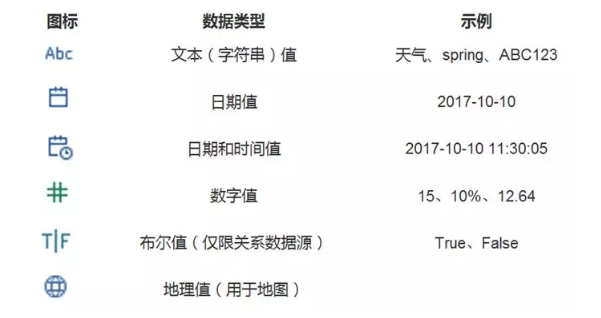 图标 数据类型 示例
Abc 文本（字符串）值 天气、spring、ABC123
日期值 2017-10-10
日期和时间值 2017-10-10 11:30:05
# 数字值 15、10%、12.64
T|F 布尔值（仅限关系数据源） True、False
地理值（用于地图）